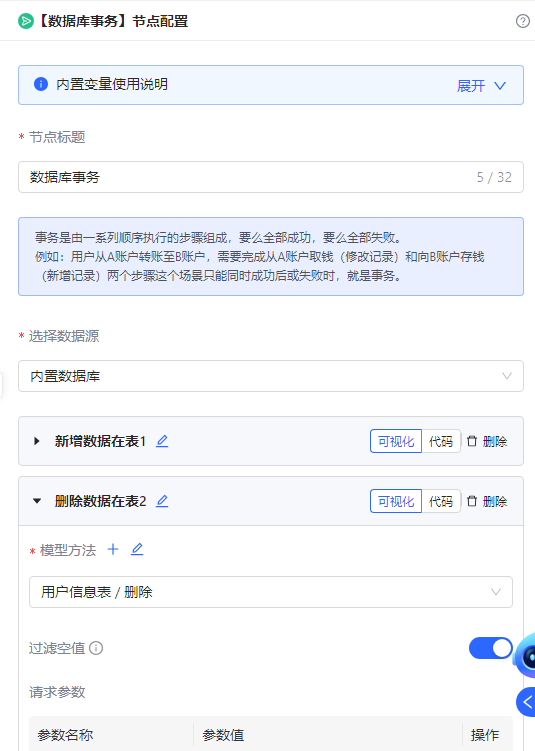 【数据库事务】节点配置
内置变量使用说明 展开
* 节点标题
数据库事务 5 / 32
事务是由一系列顺序执行的步骤组成，要么全部成功，要么全部失败。
例如：用户从A账户转账至B账户，需要完成从A账户取钱（修改记录）和向B账户存钱
（新增记录）两个步骤这个场景只能同时成功后或失败时，就是事务。
* 选择数据源
内置数据库
新增数据在表1 可视化 代码 删除
删除数据在表2 可视化 代码 删除
* 模型方法
用户信息表 / 删除
过滤空值
请求参数
参数名称 参数值 操作